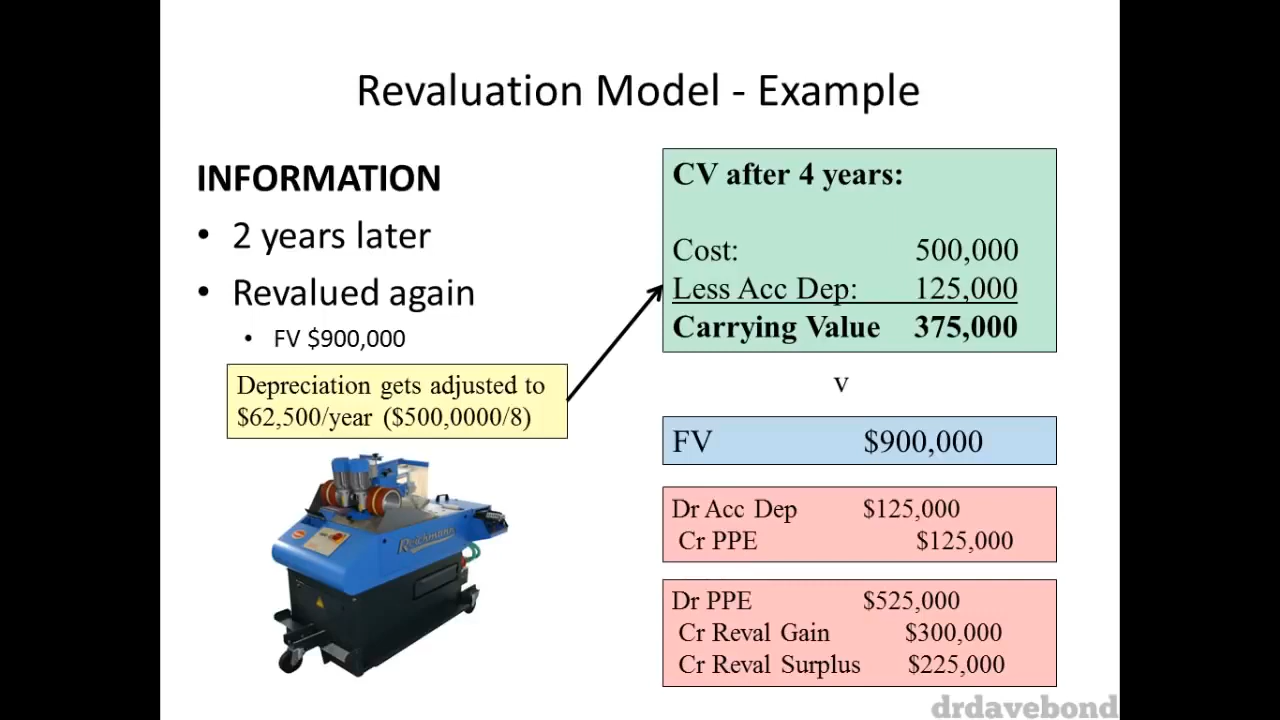 Revaluation Model - Example
INFORMATION
• 2 years later
• Revalued again
• FV $900,000
Depreciation gets adjusted to
$62,500/year ($500,0000/8)
Reichmann
CV after 4 years:
Cost: 500,000
Less Acc Dep: 125,000
Carrying Value 375,000
v
FV $900,000
Dr Acc Dep $125,000
Cr PPE $125,000
Dr PPE $525,000
Cr Reval Gain $300,000
Cr Reval Surplus $225,000
drdavebond